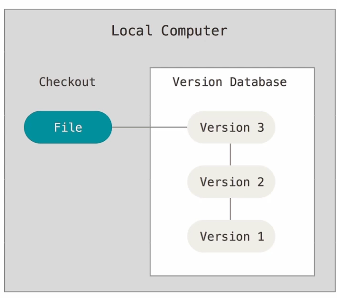 Local Computer
Checkout
Version Database
File
Version 3
Version 2
Version 1